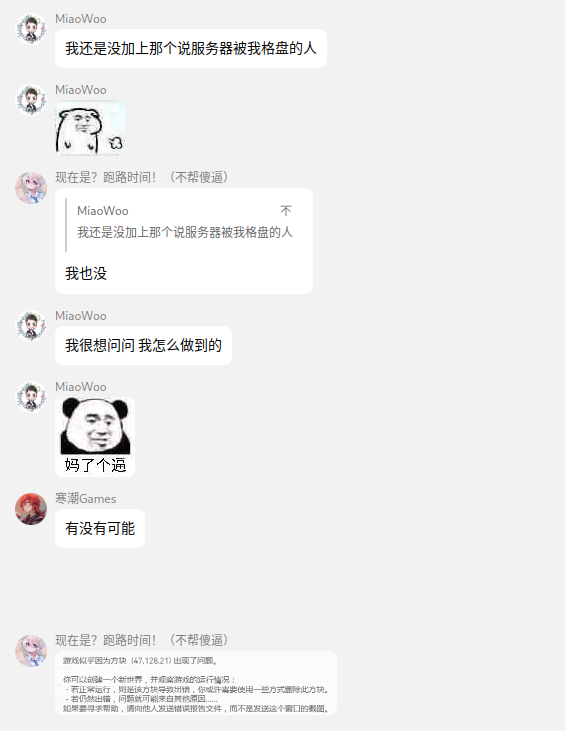 MiaoWoo
我还是没加上那个说服务器被我格盘的人
MiaoWoo
现在是？跑路时间！（不帮傻逼）
MiaoWoo
我还是没加上那个说服务器被我格盘的人
我也没
MiaoWoo
我很想问问 我怎么做到的
MiaoWoo
妈了个逼
寒潮Games
有没有可能
现在是？跑路时间！（不帮傻逼）
游戏似乎因为方块（47,128,21) 出现了问题。
你可以创建一个新世界，并观察游戏的运行情况：
- 若正常运行，则是该方块导致出错，你或许需要使用一些方式删除此方块。
- 若仍然出错，问题就可能来自其他原因……
如果要寻求帮助，请向他人发送错误报告文件，而不是发送这个窗口的截图。